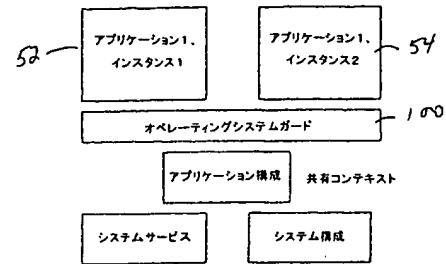 52
アプリケーション1、
インスタンス1
アプリケーション1、
インスタンス2
54
オペレーティングシステムガード
100
アプリケーション構成
共有コンテキスト
システムサービス
システム構成